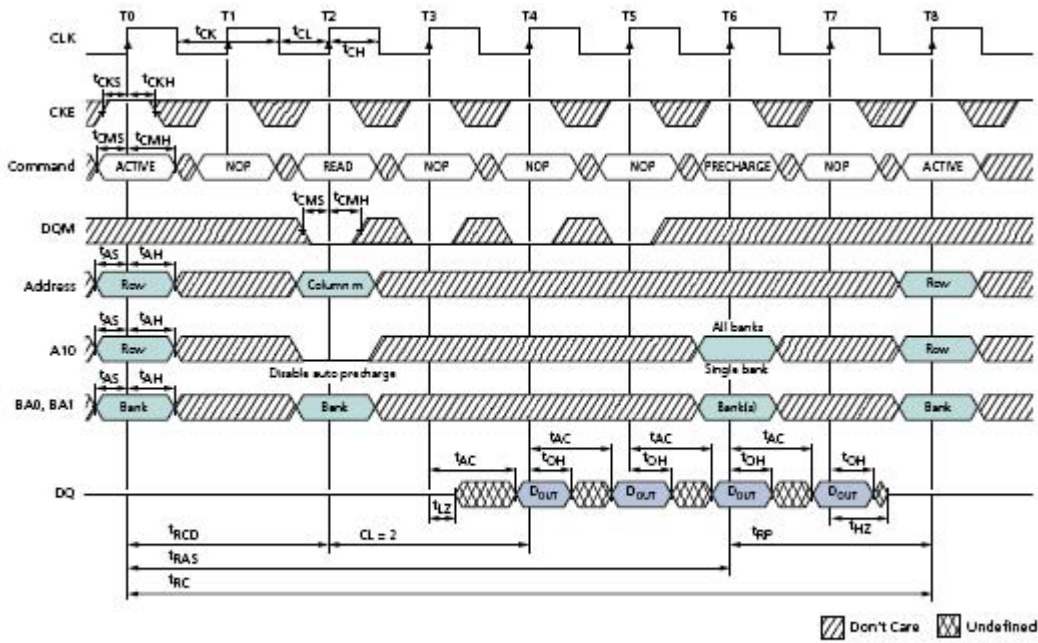 T0 T1 T2 T3 T4 T5 T6 T7 T8
CLK
tCK tCL tCH
tCKS tCKH
CKE
tCMS tCMH
Command ACTIVE NOP READ NOP NOP NOP PRECHARGE NOP ACTIVE
tCMS tCMH
DQM
tAS tAH
Address Row Column m Row
All banks
tAS tAH
A10 Row Row
Disable auto precharge Single bank
tAS tAH
BA0, BA1 Bank Bank Bank(s) Bank
tAC tAC tAC tAC
tOH tOH tOH tOH
DQ DOUT DOUT DOUT DOUT
tLZ tHZ
tRCD CL = 2 tRP
tRAS
tRC
Don't Care Undefined